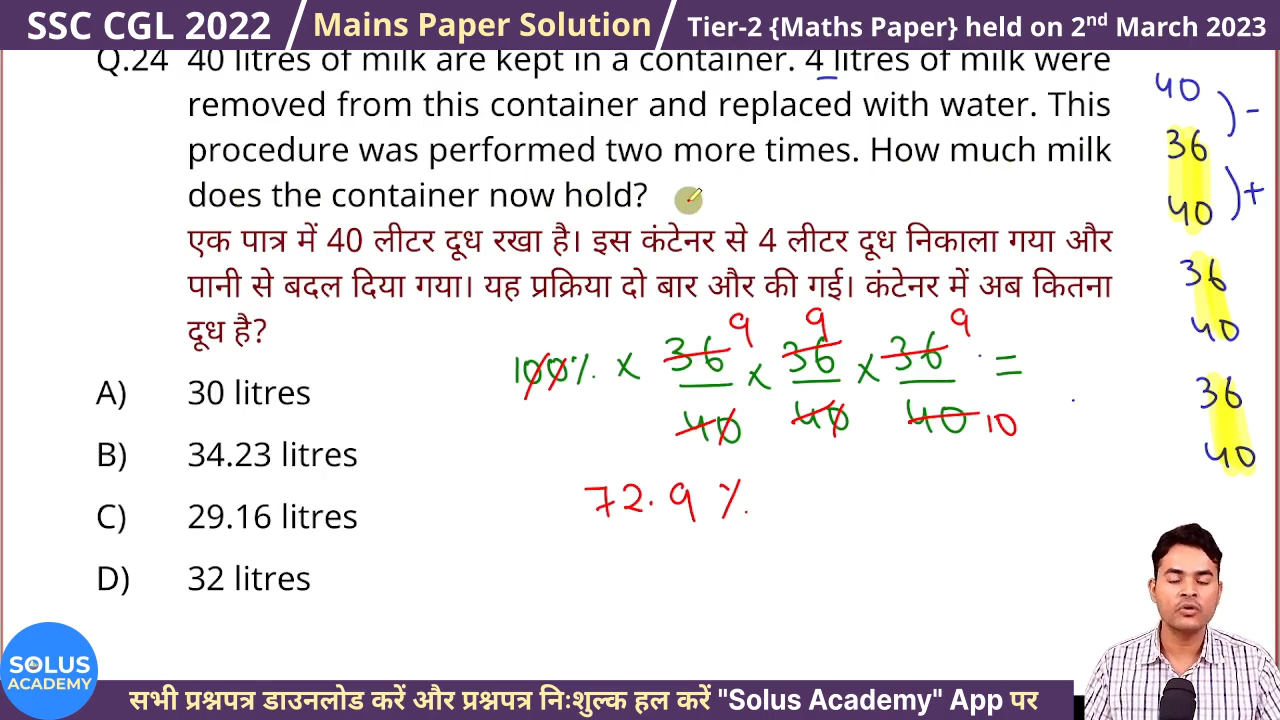 SSC CGL 2022 Mains Paper Solution Tier-2 {Maths Paper} held on 2nd March 2023
Q.24 40 litres of milk are kept in a container. 4 litres of milk were
removed from this container and replaced with water. This
procedure was performed two more times. How much milk
does the container now hold?
एक पात्र में 40 लीटर दूध रखा है। इस कंटेनर से 4 लीटर दूध निकाला गया और
पानी से बदल दिया गया। यह प्रक्रिया दो बार और की गई। कंटेनर में अब कितना
दूध है?
9 9 9
100% × 36 × 36 × 36 =
40 40 40 10
72.9 %
A) 30 litres
B) 34.23 litres
C) 29.16 litres
D) 32 litres
40 ) -
36
40 ) +
36
40
36
40
SOLUS
ACADEMY
सभी प्रश्नपत्र डाउनलोड करें और प्रश्नपत्र निःशुल्क हल करें "Solus Academy" App पर